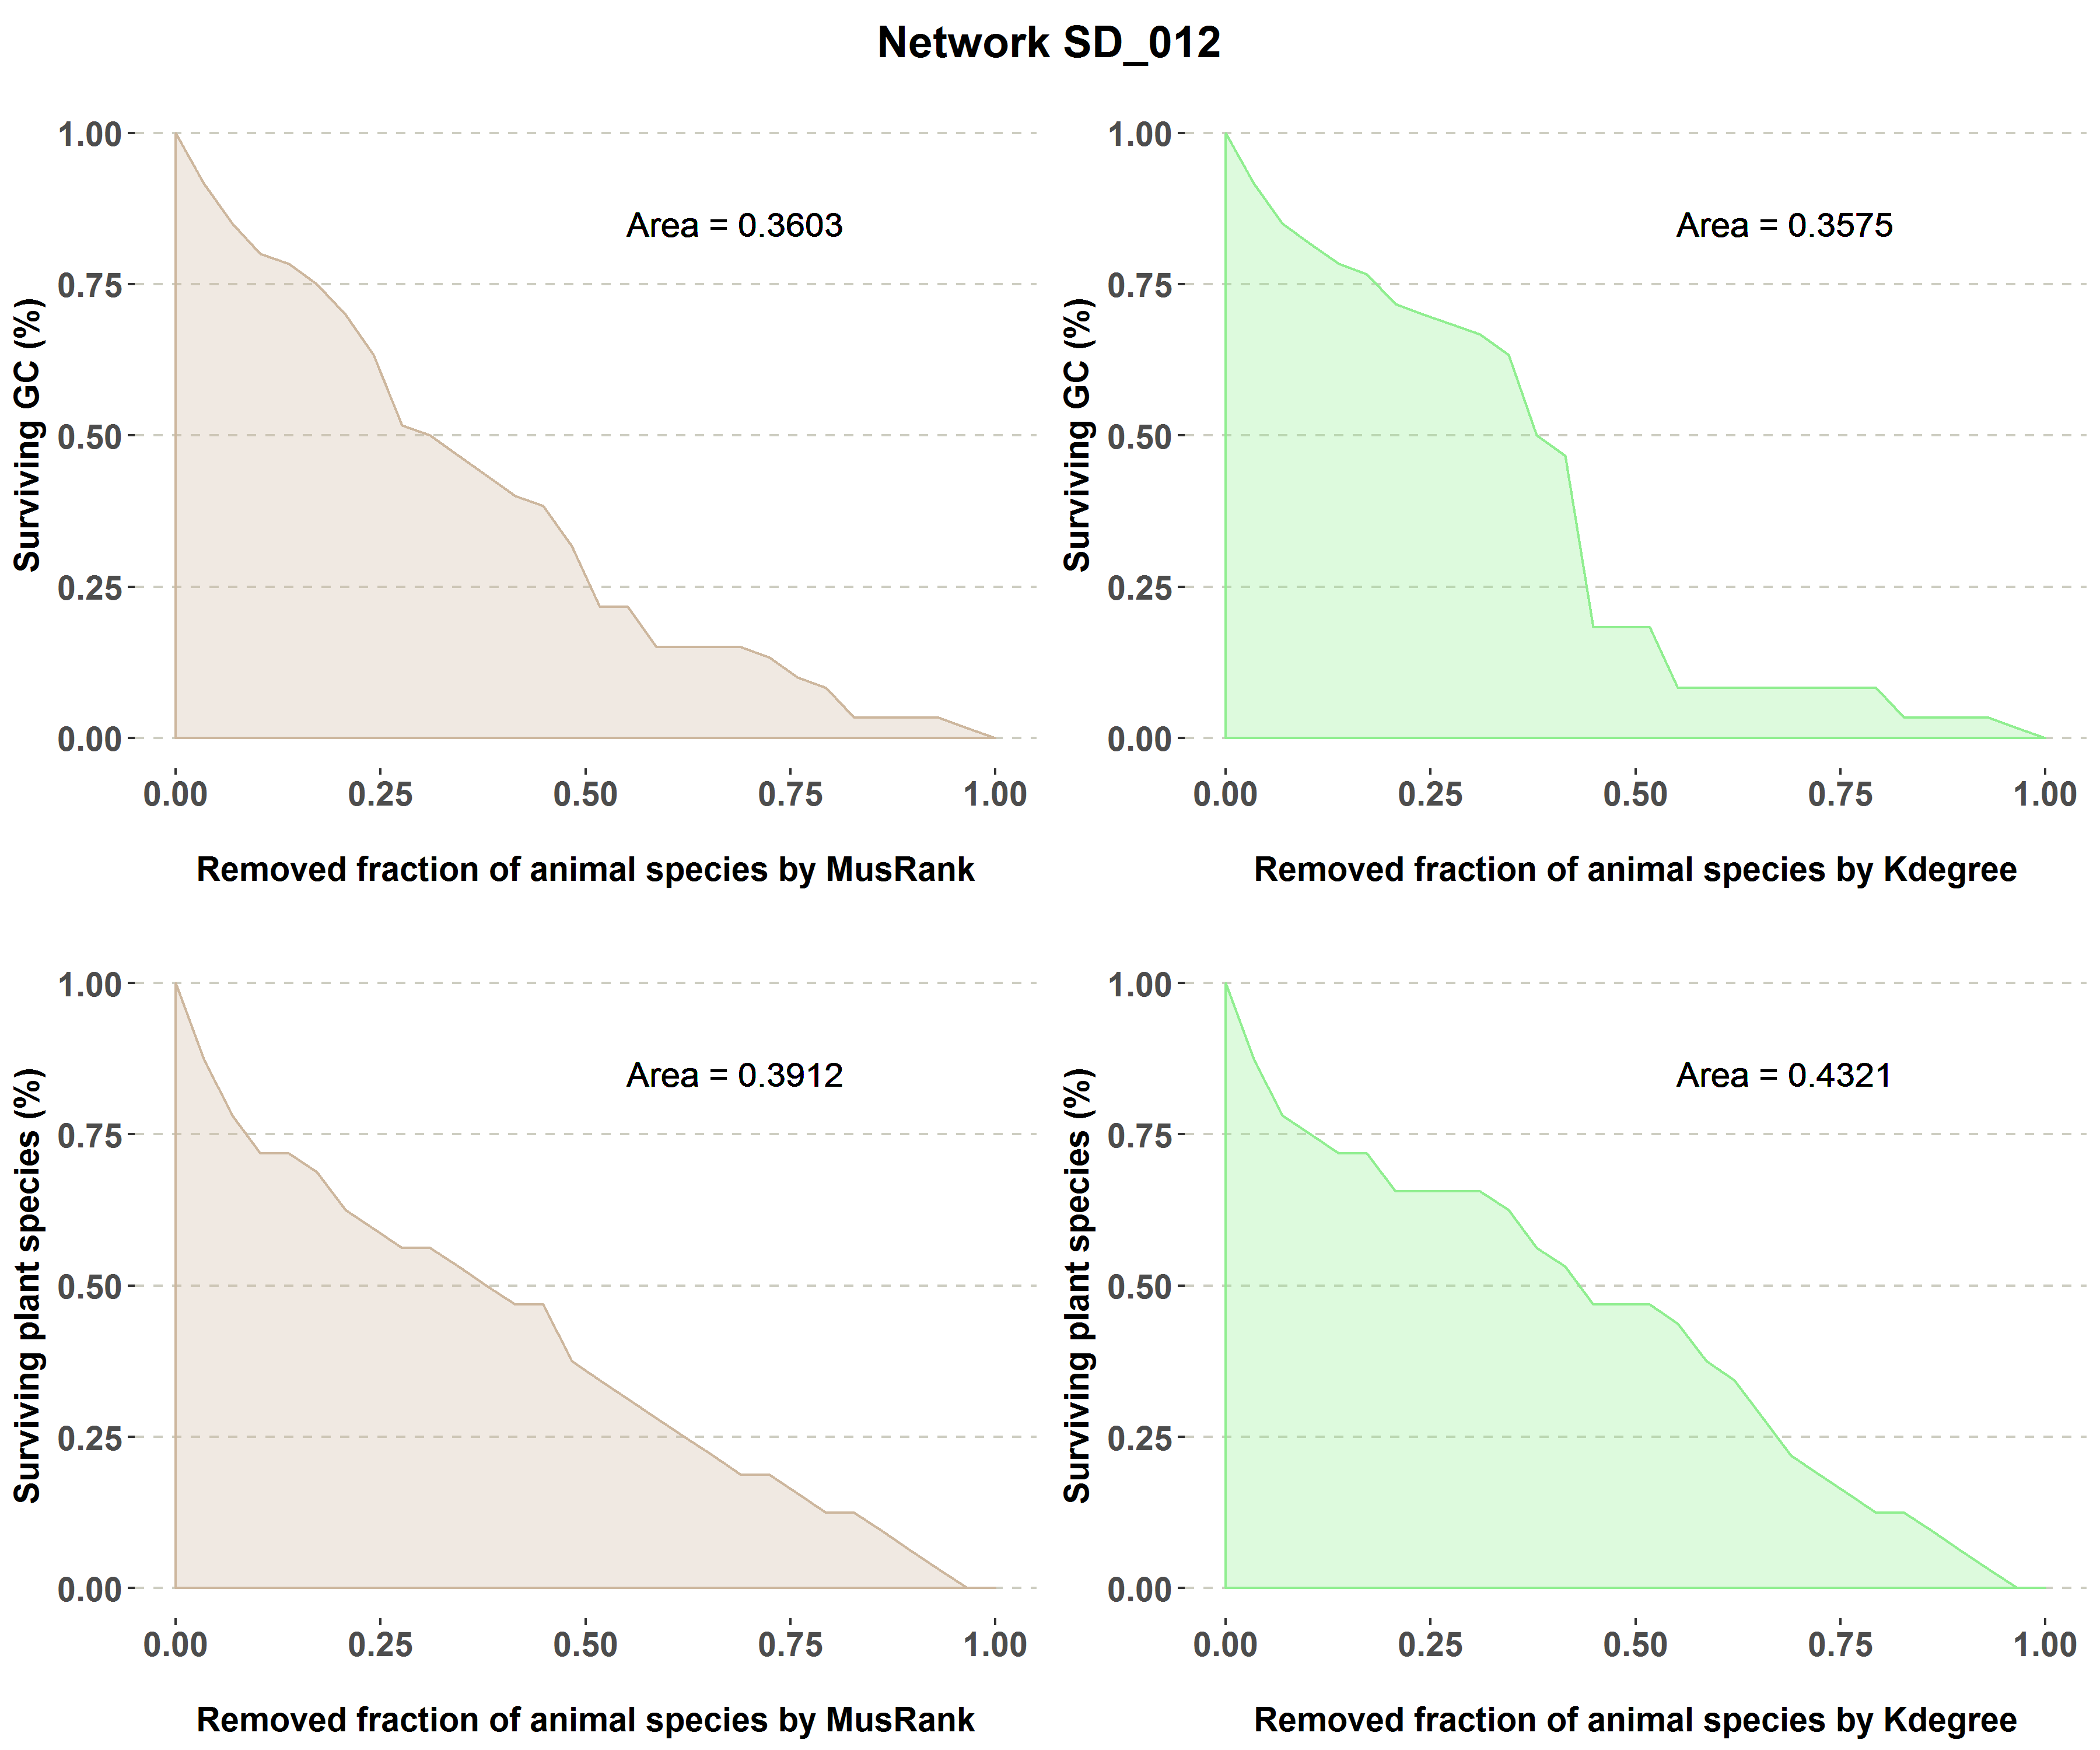 Network SD_012
1.00
0.75
0.50
0.25
0.00
Surviving GC (%)
Area = 0.3603
0.00 0.25 0.50 0.75 1.00
Removed fraction of animal species by MusRank
1.00
0.75
0.50
0.25
0.00
Surviving GC (%)
Area = 0.3575
0.00 0.25 0.50 0.75 1.00
Removed fraction of animal species by Kdegree
1.00
0.75
0.50
0.25
0.00
Surviving plant species (%)
Area = 0.3912
0.00 0.25 0.50 0.75 1.00
Removed fraction of animal species by MusRank
1.00
0.75
0.50
0.25
0.00
Surviving plant species (%)
Area = 0.4321
0.00 0.25 0.50 0.75 1.00
Removed fraction of animal species by Kdegree